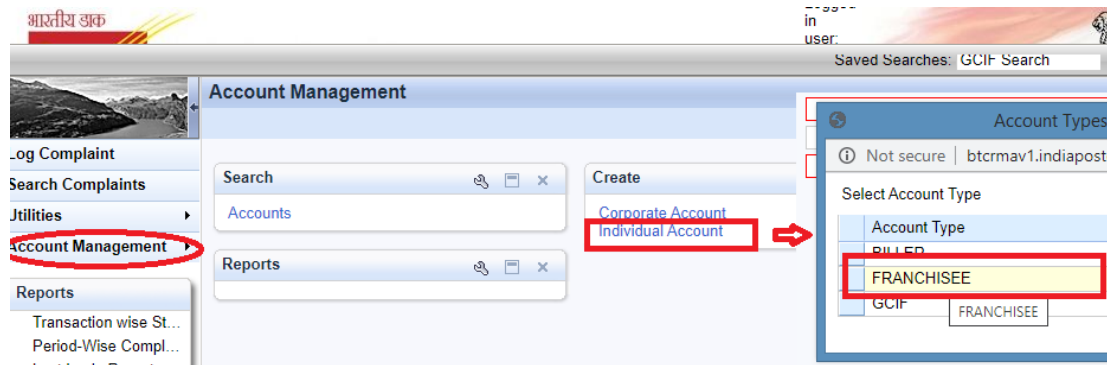 भारतीय डाक
Logged
in
user:
Saved Searches: GCIF Search
Account Management
Log Complaint
Search Complaints
Utilities
Account Management
Reports
Transaction wise St...
Period-Wise Compl...
Search
Accounts
Reports
Create
Corporate Account
Individual Account
Account Types
Not secure | btcrmav1.indiapost
Select Account Type
Account Type
BILLER
FRANCHISEE
GCIF
FRANCHISEE